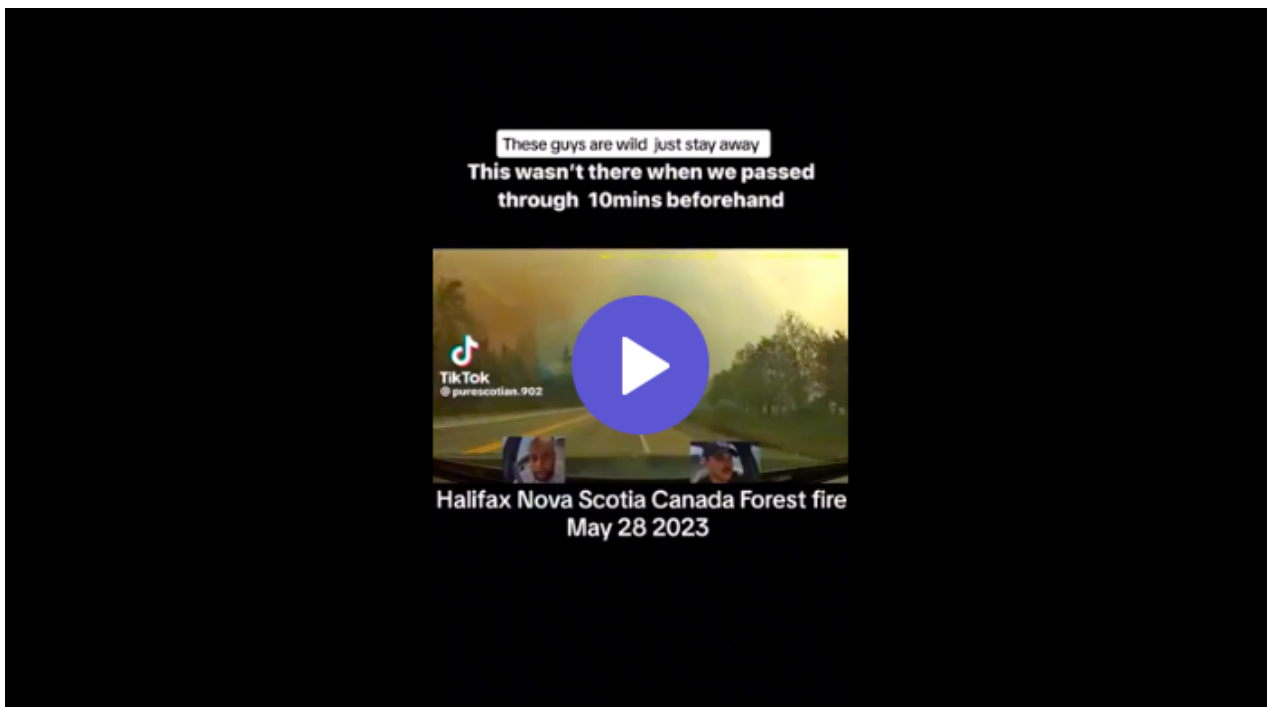 These guys are wild just stay away
This wasn't there when we passed
through 10mins beforehand
TikTok
@purescotian.902
Halifax Nova Scotia Canada Forest fire
May 28 2023